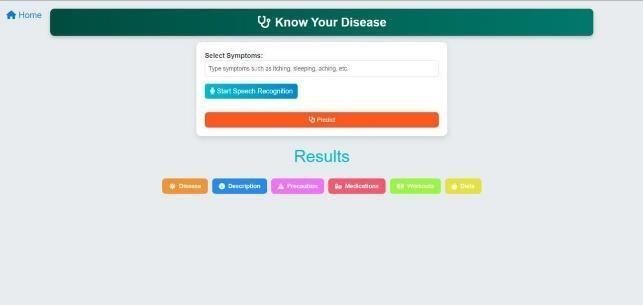 Home
Know Your Disease
Select Symptoms:
Type symptoms such as itching, sleeping, aching, etc.
Start Speech Recognition
Predict
Results
Disease
Description
Precaution
Medications
Workouts
Diets